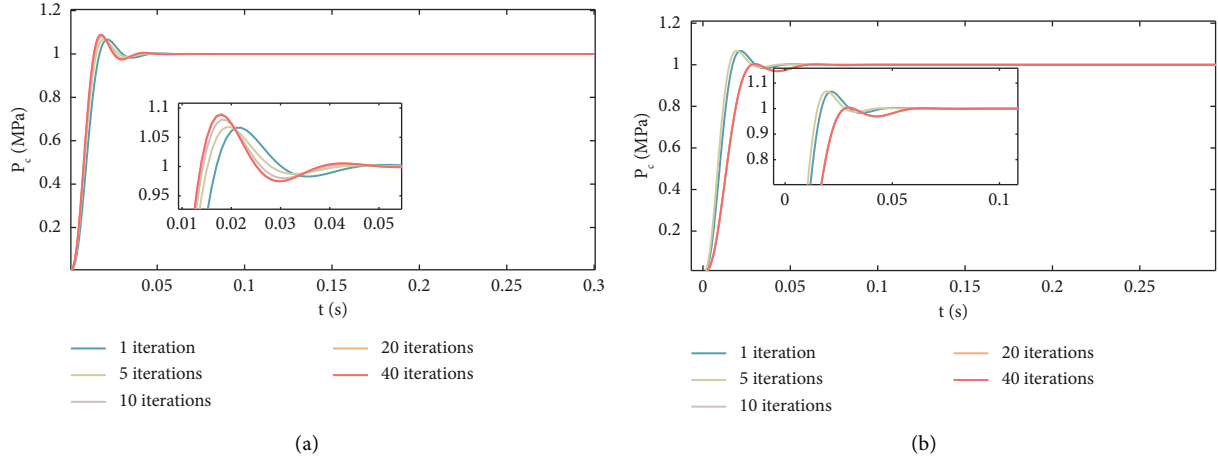 1.2
1
0.8
0.6
0.4
0.2
P_c (MPa)
1.1
1.05
1
0.95
0.01 0.02 0.03 0.04 0.05
0.05 0.1 0.15 0.2 0.25 0.3
t (s)
1 iteration
5 iterations
10 iterations
20 iterations
40 iterations
(a)
1.2
1
0.8
0.6
0.4
0.2
P_c (MPa)
1.1
1
0.9
0.8
0 0.05 0.1
0 0.05 0.1 0.15 0.2 0.25
t (s)
1 iteration
5 iterations
10 iterations
20 iterations
40 iterations
(b)